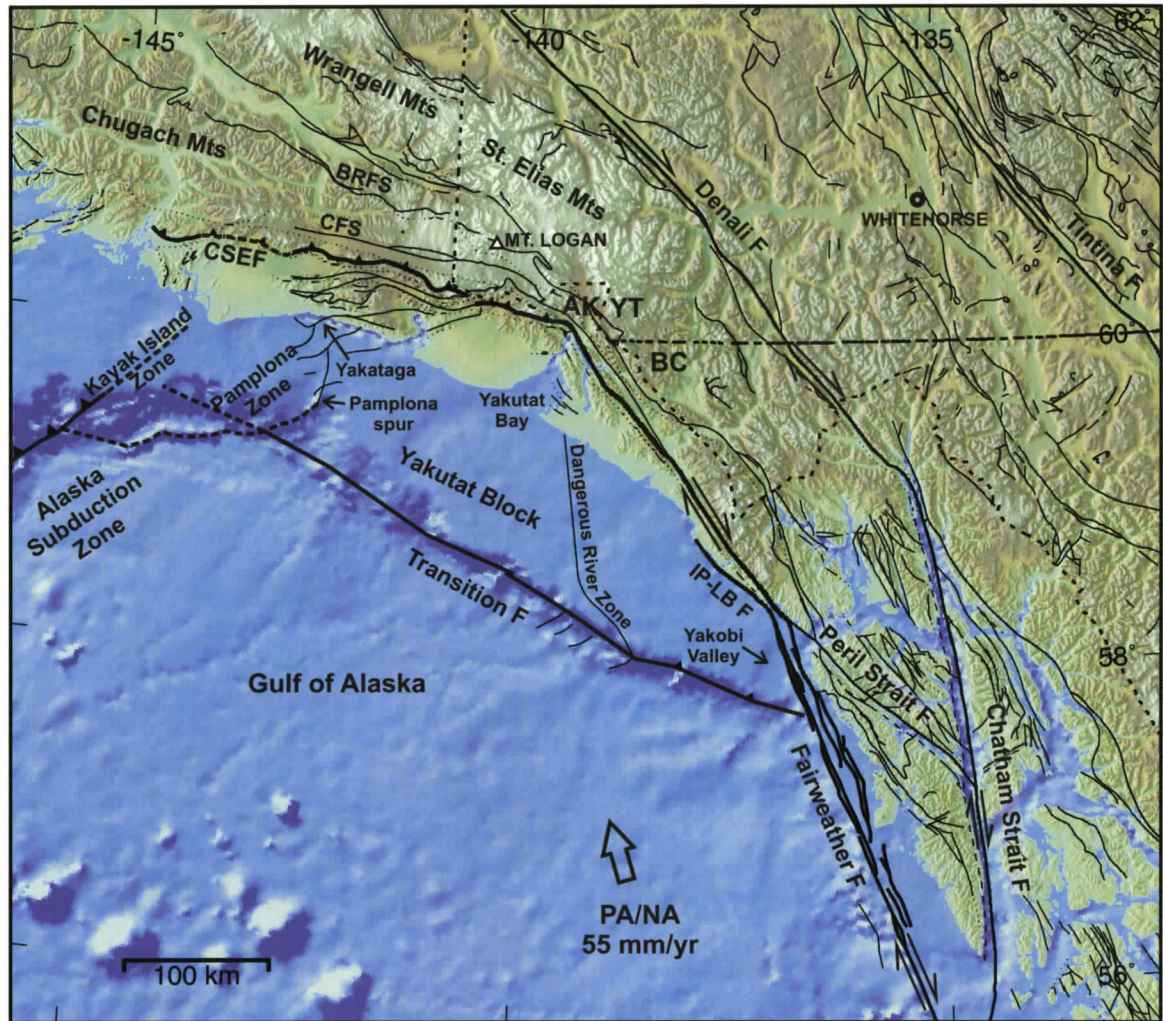 -145°
-140°
-135°
62°
Wrangell Mts
Chugach Mts
St. Elias Mts
BRFS
Denali F
WHITEHORSE
Tintina F
CFS
MT. LOGAN
CSEF
AK
YT
60°
BC
Kayak Island
Zone
Pamplona
Zone
Yakataga
Pamplona
spur
Yakutat
Bay
Alaska
Subduction
Zone
Yakutat Block
Dangerous River Zone
Transition F
IP-LB F
Yakobi
Valley
Peril Strait F
58°
Gulf of Alaska
Chatham Strait F
Fairweather F
PA/NA
55 mm/yr
100 km
56°